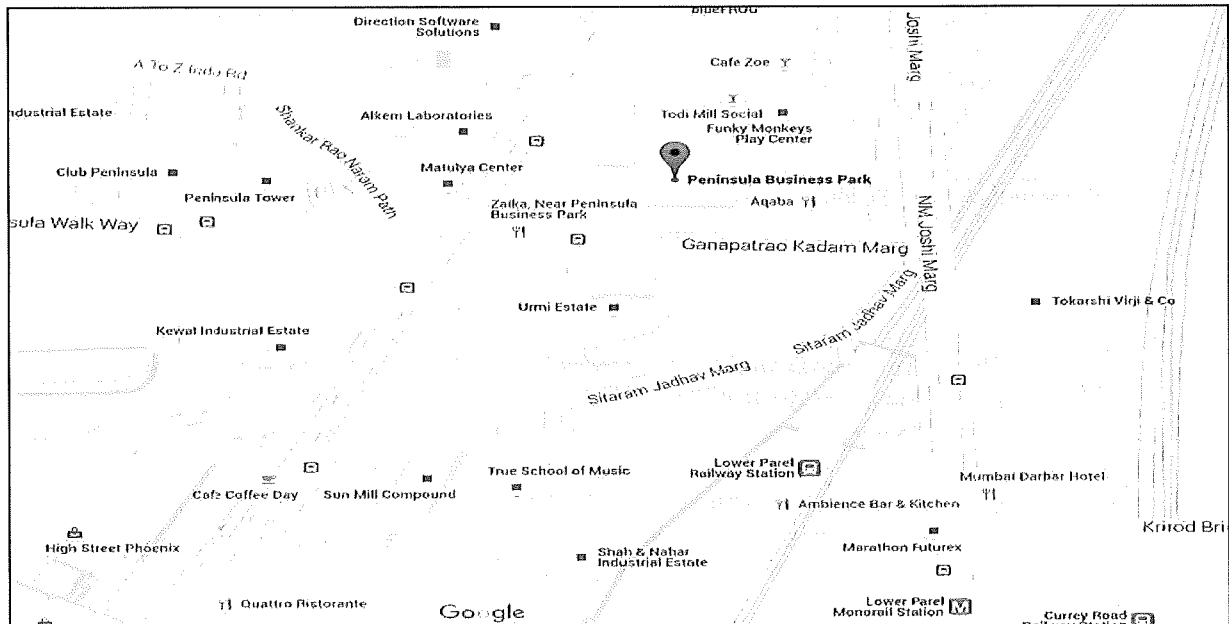 Direction Software
Solutions
blueFROG
Joshi Marg
Cafe Zoe
A To Z Indu Rd
Industrial Estate
Todi Mill Social
Alkem Laboratories
Shankar Rao Naram Path
Funky Monkeys
Play Center
Club Peninsula
Matulya Center
Peninsula Business Park
Peninsula Tower
Zaika, Near Peninsula
Business Park
Aqaba
sula Walk Way
NM Joshi Marg
Ganapatrao Kadam Marg
Urmi Estate
Tokarshi Virji & Co
Kewal Industrial Estate
Sitaram Jadhav Marg
Sitaram Jadhav Marg
Lower Parel
Railway Station
True School of Music
Mumbai Darbar Hotel
Cafe Coffee Day
Sun Mill Compound
Ambience Bar & Kitchen
High Street Phoenix
Shah & Nahar
Industrial Estate
Marathon Futurex
Quattro Ristorante
Google
Lower Parel
Monorail Station
Currey Road
Railway Station